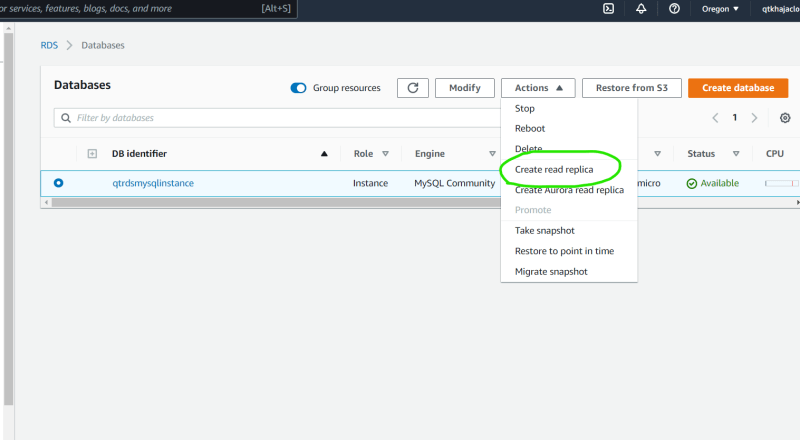 or services, features, blogs, docs, and more [Alt+S] Oregon qtkhajaclo
RDS Databases
Databases Group resources Modify Actions Restore from S3 Create database
Filter by databases 1
Stop
Reboot
Delete
DB identifier Role Engine Status CPU
Create read replica
qtrdsmysqlinstance Instance MySQL Community micro Available
Create Aurora read replica
Promote
Take snapshot
Restore to point in time
Migrate snapshot